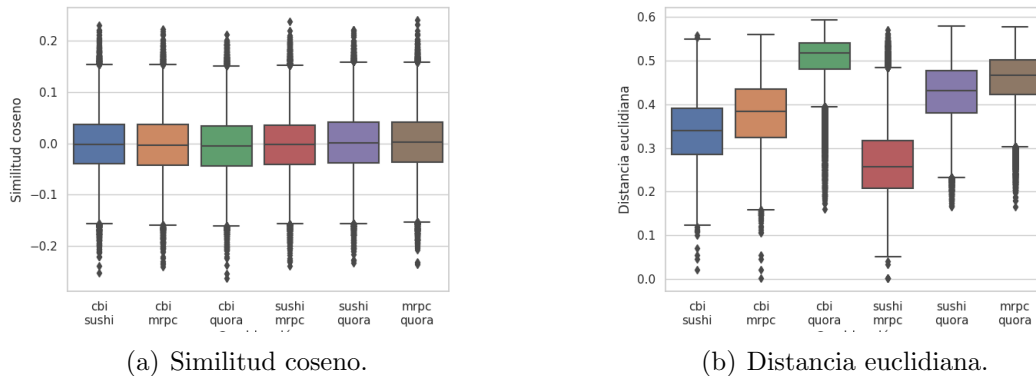 0.2
0.1
0.0
−0.1
−0.2
Similitud coseno
cbi sushi
cbi mrpc
cbi quora
sushi mrpc
sushi quora
mrpc quora
(a) Similitud coseno.
0.6
0.5
0.4
0.3
0.2
0.1
0.0
Distancia euclidiana
cbi sushi
cbi mrpc
cbi quora
sushi mrpc
sushi quora
mrpc quora
(b) Distancia euclidiana.